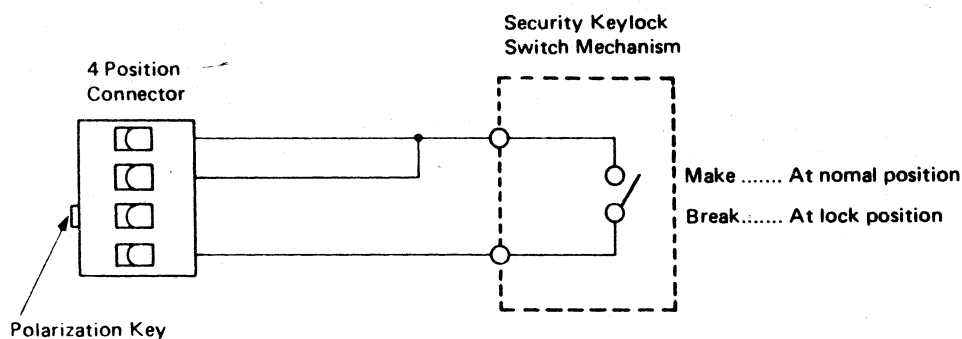 Security Keylock
Switch Mechanism
4 Position
Connector
Make ....... At nomal position
Break....... At lock position
Polarization Key